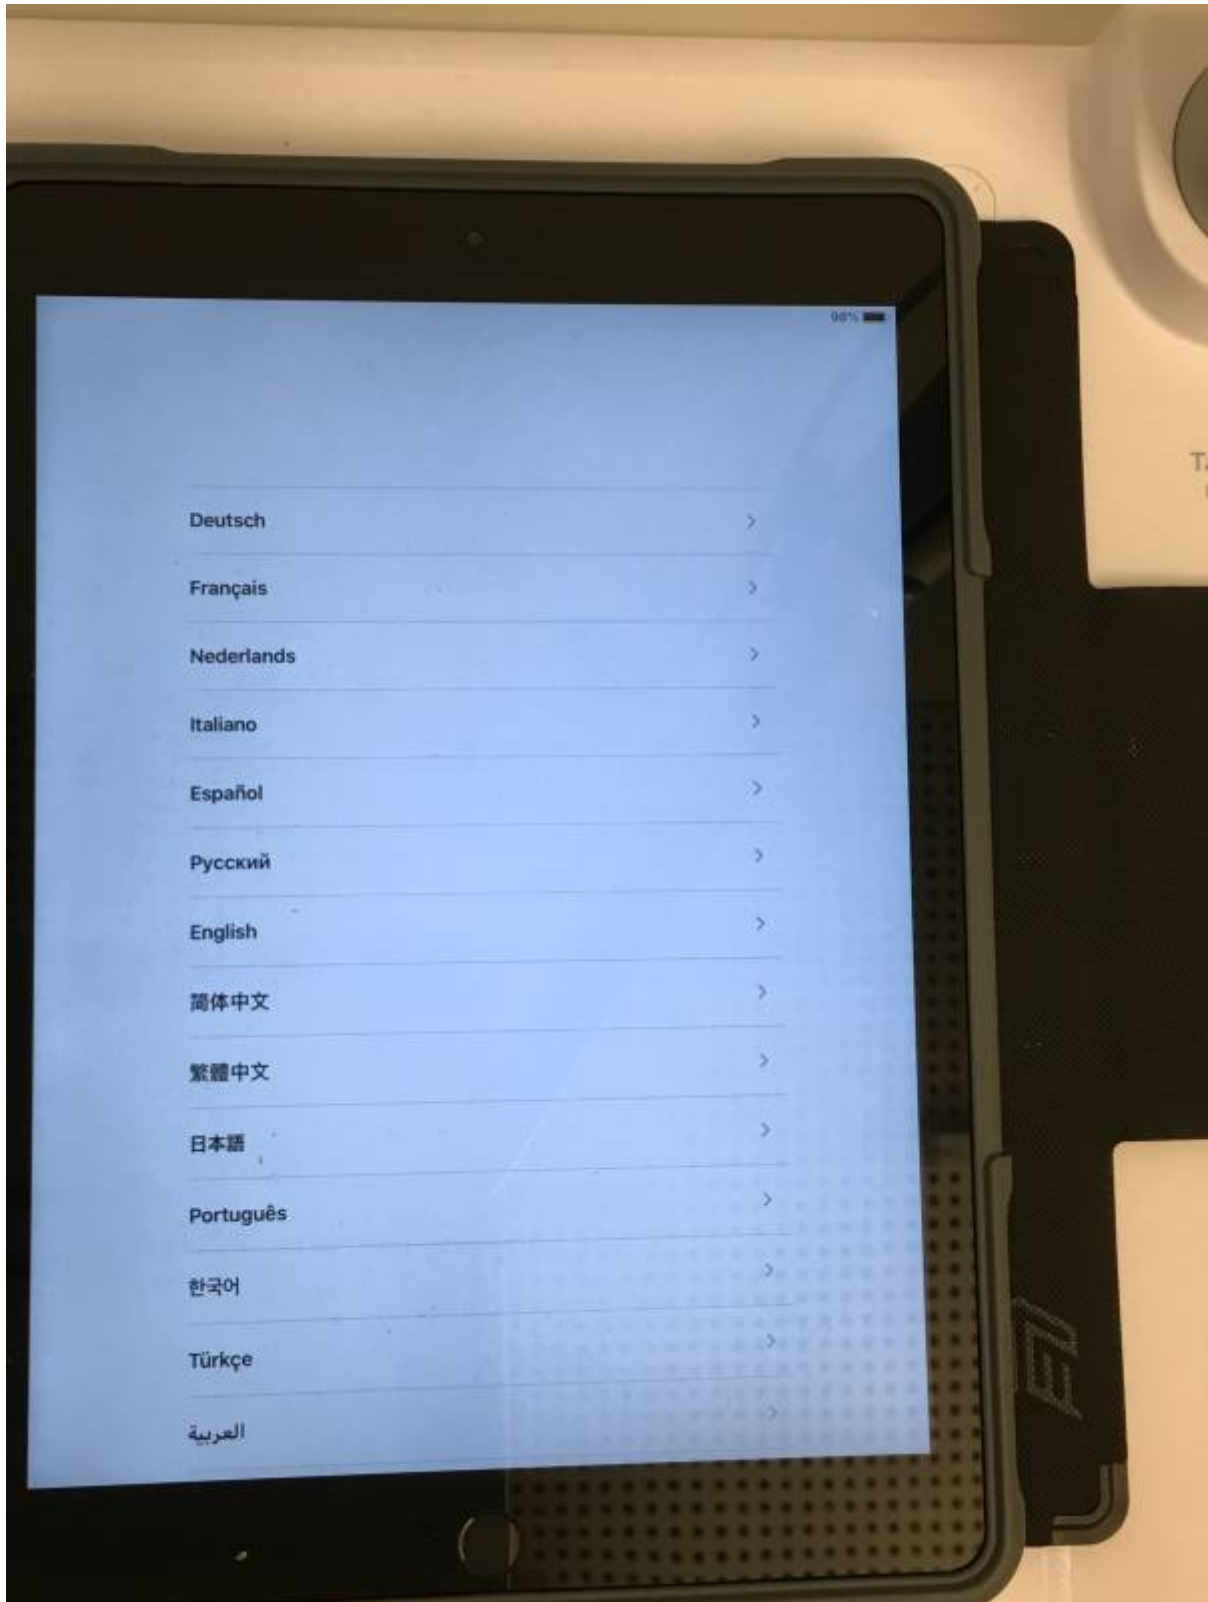 98%
Deutsch
Français
Nederlands
Italiano
Español
Русский
English
简体中文
繁體中文
日本語
Português
한국어
Türkçe
العربية